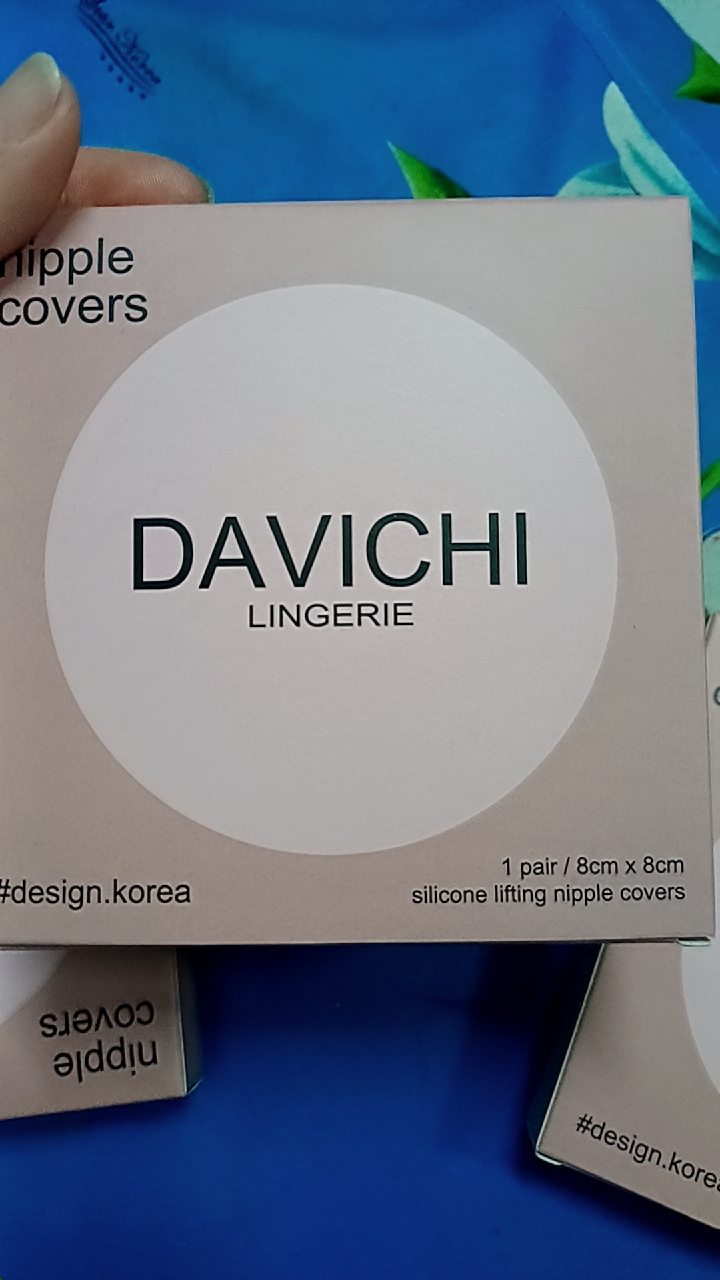 nipple
covers
DAVICHI
LINGERIE
#design.korea
1 pair / 8cm x 8cm
silicone lifting nipple covers
nipple
covers
#design.korea